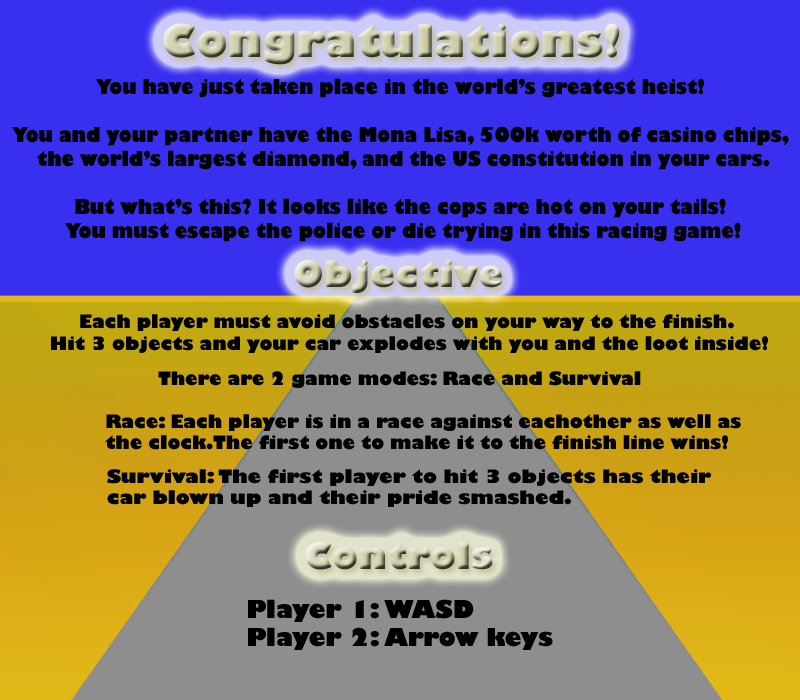 Congratulations!
You have just taken place in the world's greatest heist!
You and your partner have the Mona Lisa, 500k worth of casino chips,
the world's largest diamond, and the US constitution in your cars.
But what's this? It looks like the cops are hot on your tails!
You must escape the police or die trying in this racing game!
Objective
Each player must avoid obstacles on your way to the finish.
Hit 3 objects and your car explodes with you and the loot inside!
There are 2 game modes: Race and Survival
Race: Each player is in a race against eachother as well as
the clock.The first one to make it to the finish line wins!
Survival: The first player to hit 3 objects has their
car blown up and their pride smashed.
Controls
Player 1: WASD
Player 2: Arrow keys